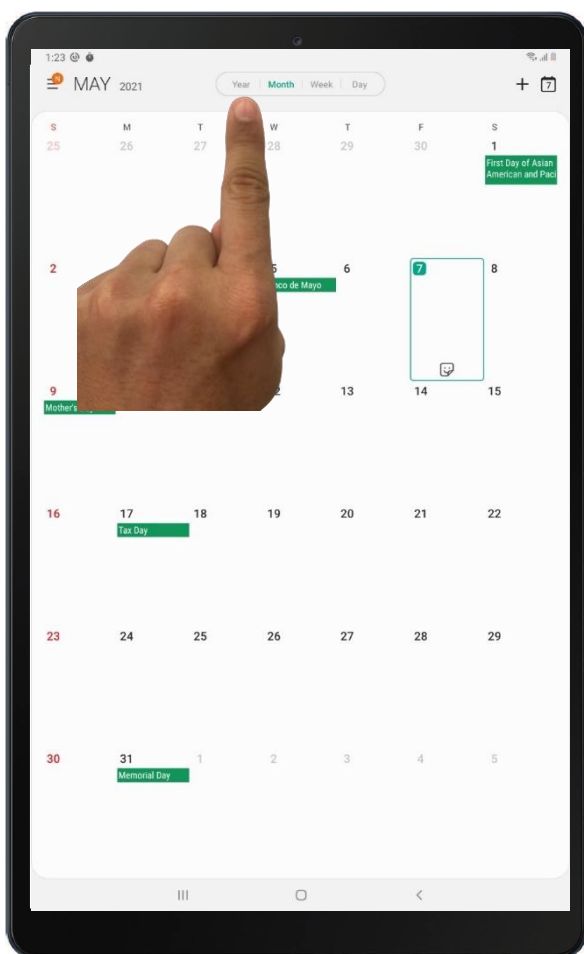 1:23
N
MAY 2021
Year Month Week Day
+ 7
S M T W T F S
25 26 27 28 29 30 1
First Day of Asian
American and Paci
2 5 6 7 8
nco de Mayo
9 13 14 15
Mother's
16 17 18 19 20 21 22
Tax Day
23 24 25 26 27 28 29
30 31 1 2 3 4 5
Memorial Day